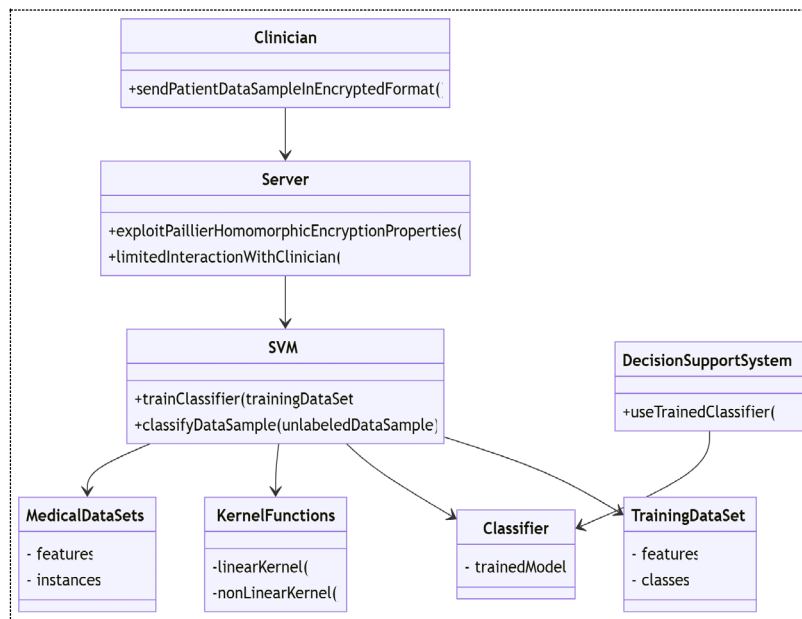 Clinician
+sendPatientDataSampleInEncryptedFormat(
Server
+exploitPaillierHomomorphicEncryptionProperties(
+limitedInteractionWithClinician(
SVM
+trainClassifier(trainingDataSet
+classifyDataSample(unlabeledDataSample)
DecisionSupportSystem
+useTrainedClassifier(
MedicalDataSets
- features
- instances
KernelFunctions
-linearKernel(
-nonLinearKernel(
Classifier
- trainedModel
TrainingDataSet
- features
- classes